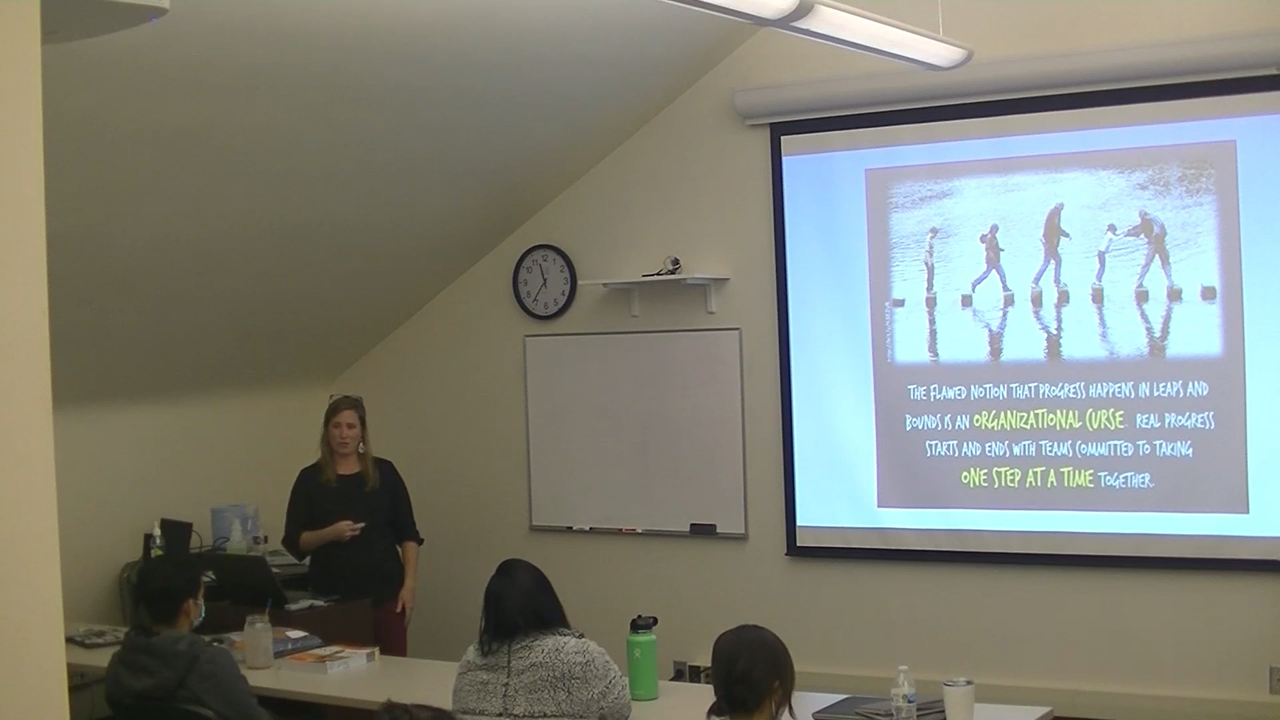 THE FLAWED NOTION THAT PROGRESS HAPPENS IN LEAPS AND
BOUNDS IS AN ORGANIZATIONAL CURSE. REAL PROGRESS
STARTS AND ENDS WITH TEAMS COMMITTED TO TAKING
ONE STEP AT A TIME TOGETHER.